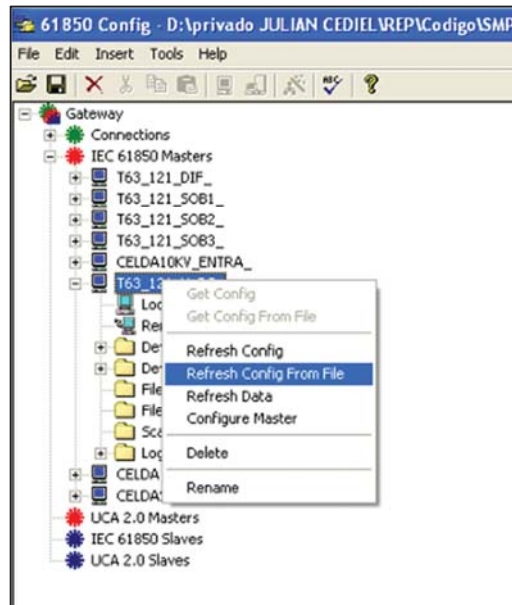 61850 Config - D:\privado JULIAN CEDIEL\REP\Codigo\SMP
File Edit Insert Tools Help
Gateway
Connections
IEC 61850 Masters
T63_121_DIF_
T63_121_SOB1_
T63_121_SOB2_
T63_121_SOB3_
CELDA10KV_ENTRA_
Get Config
Get Config From File
Refresh Config
Refresh Config From File
Refresh Data
Configure Master
Delete
Rename
CELDA
UCA 2.0 Masters
IEC 61850 Slaves
UCA 2.0 Slaves